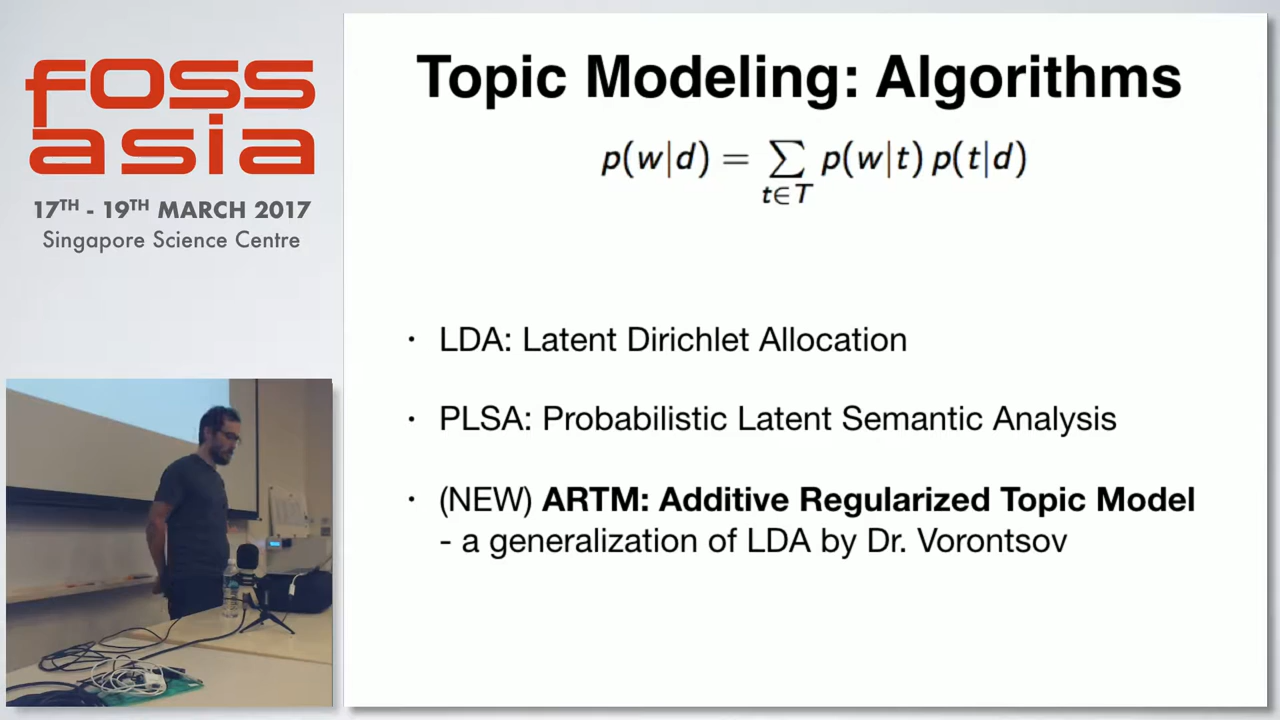 foss
asia
17TH - 19TH MARCH 2017
Singapore Science Centre
Topic Modeling: Algorithms
p(w|d) = ∑ p(w|t) p(t|d)
t∈T
· LDA: Latent Dirichlet Allocation
· PLSA: Probabilistic Latent Semantic Analysis
· (NEW) ARTM: Additive Regularized Topic Model
- a generalization of LDA by Dr. Vorontsov